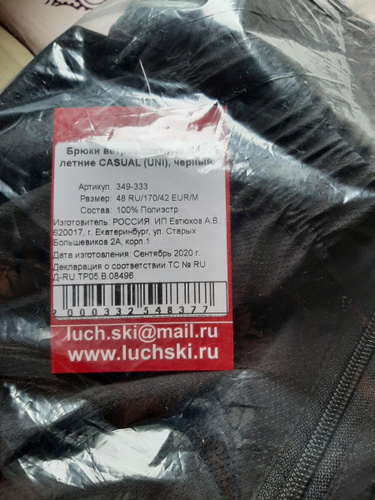 Брюки
летние CASUAL (UNI), черный
Артикул: 349-333
Размер: 48 RU/170/42 EUR/M
Состав: 100% Полиэстр
Изготовитель: РОССИЯ. ИП Евтюхов А.В.,
620017, г. Екатеринбург, ул. Старых
Большевиков 2А, корп.1
Дата изготовления: Сентябрь 2020 г.
Декларация о соответствии ТС № RU
Д-RU.ТР05.В.08496
2000332548377
luch.ski@mail.ru
www.luchski.ru